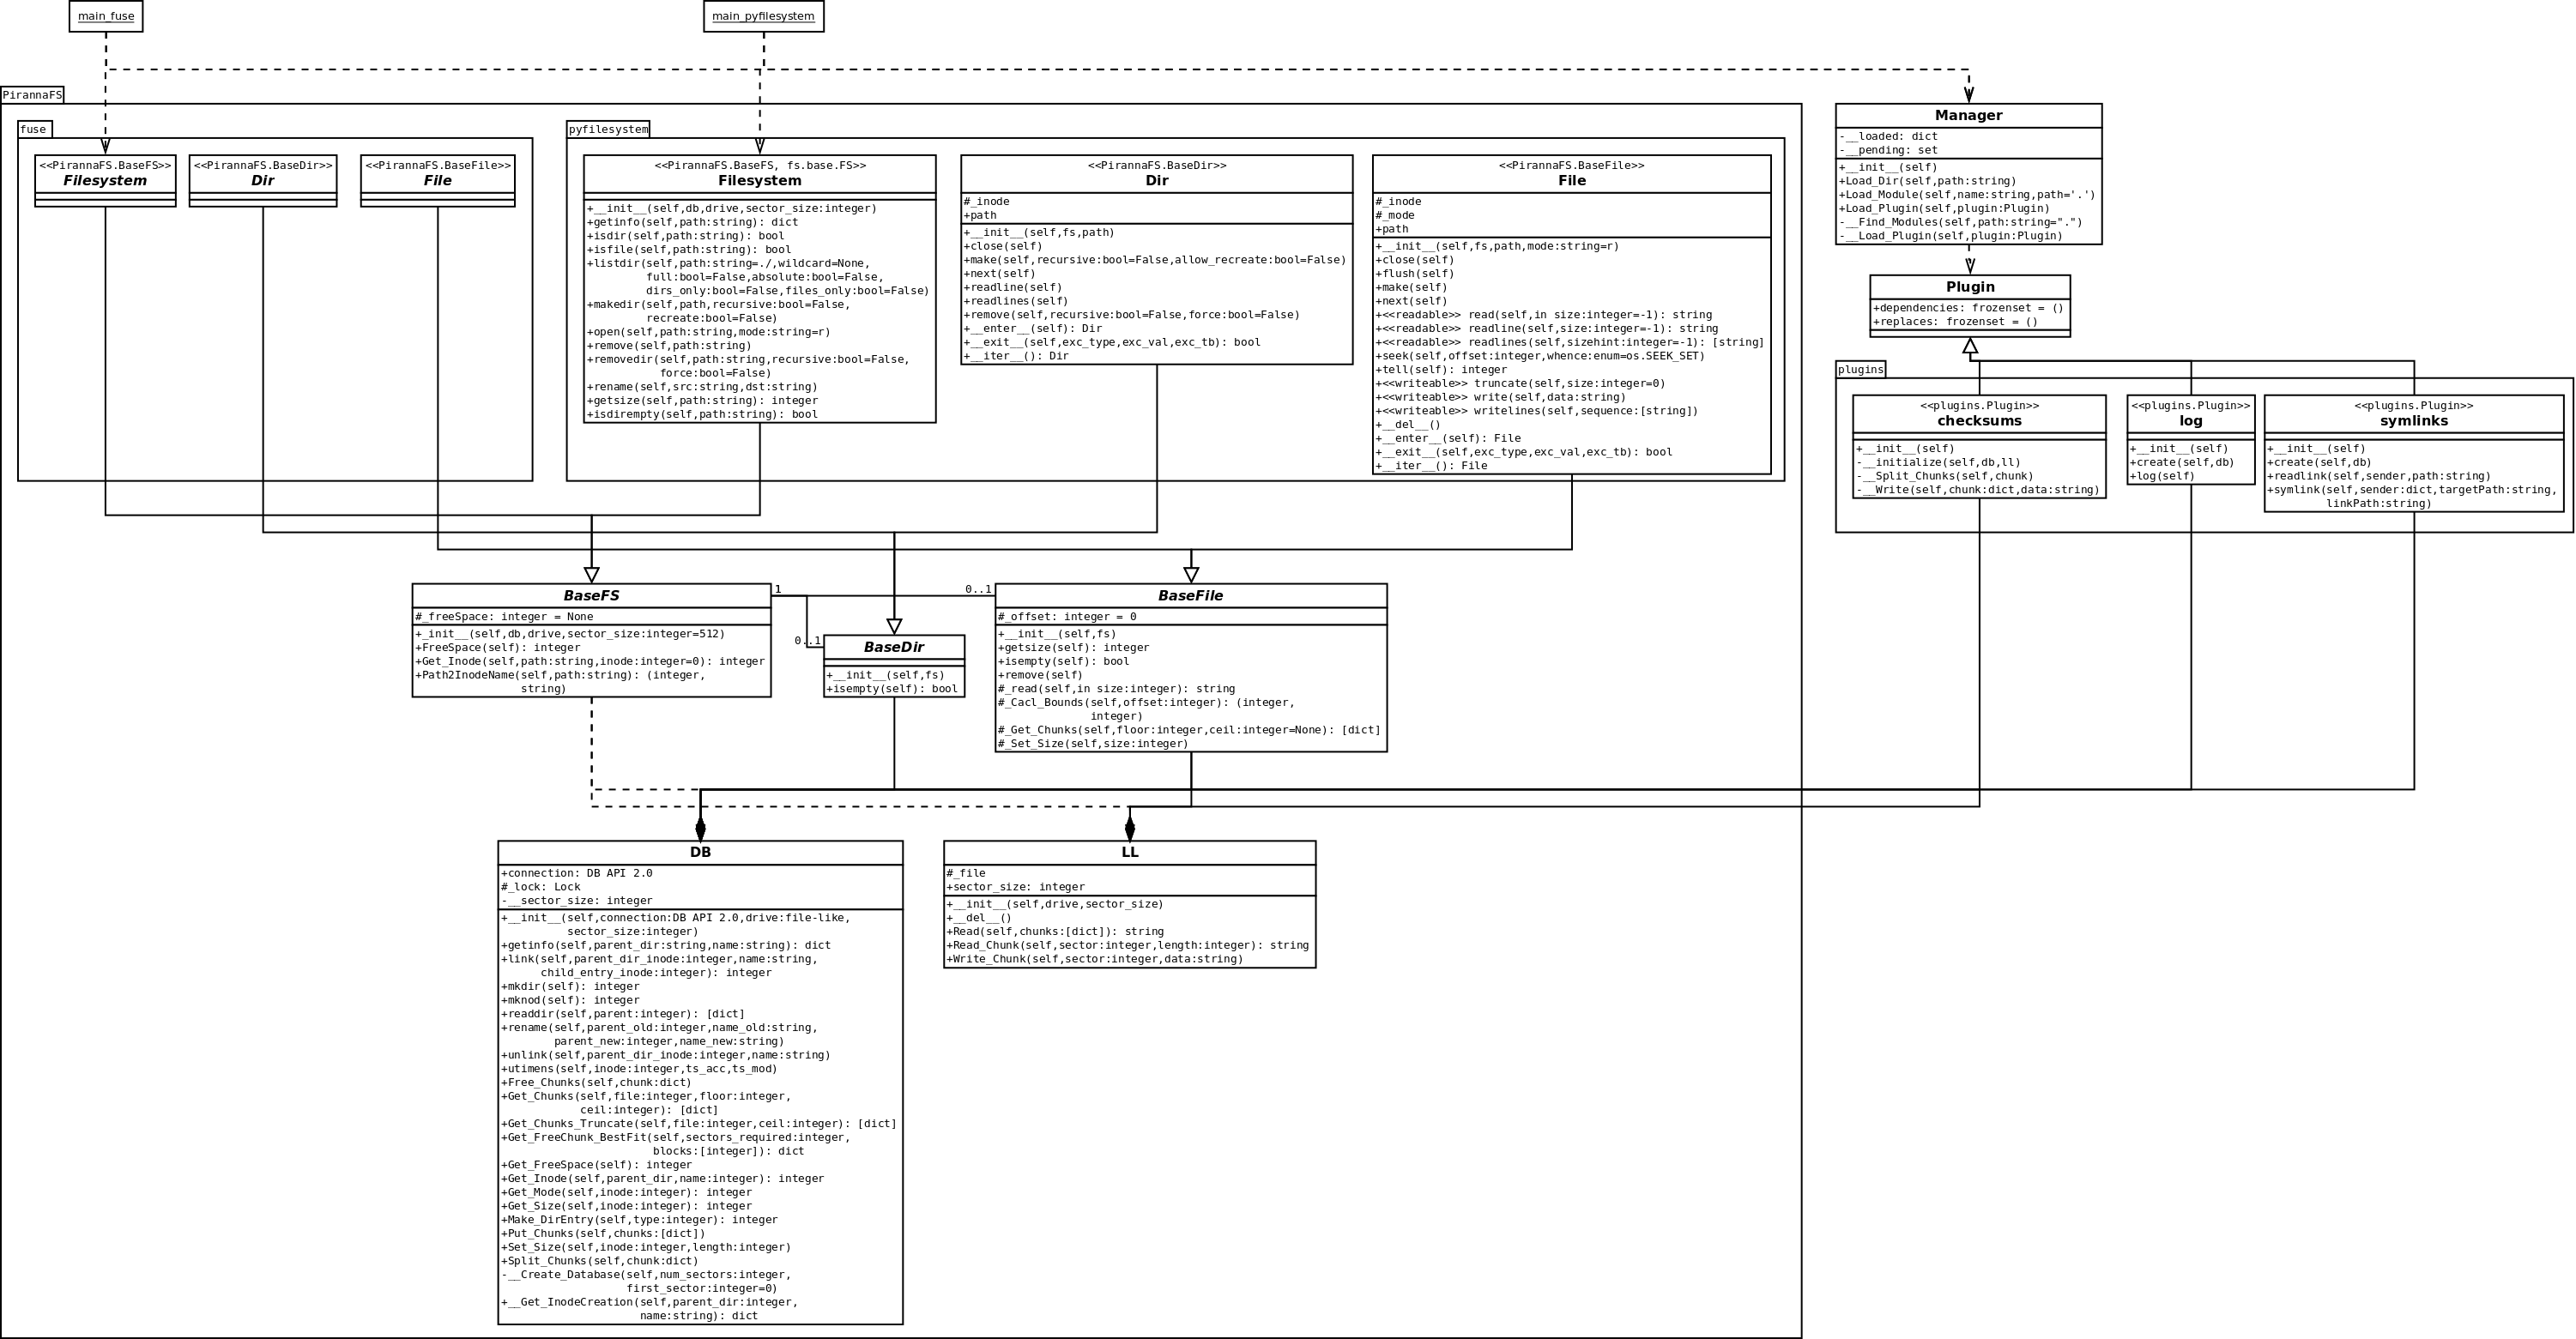 main_fuse
main_pyfilesystem
PirannaFS
fuse
<<PirannaFS.BaseFS>>
Filesystem
<<PirannaFS.BaseDir>>
Dir
<<PirannaFS.BaseFile>>
File
pyfilesystem
<<PirannaFS.BaseFS, fs.base.FS>>
Filesystem
+__init__(self,db,drive,sector_size:integer)
+getinfo(self,path:string): dict
+isdir(self,path:string): bool
+isfile(self,path:string): bool
+listdir(self,path:string=./,wildcard=None,
full:bool=False,absolute:bool=False,
dirs_only:bool=False,files_only:bool=False)
+makedir(self,path,recursive:bool=False,
recreate:bool=False)
+open(self,path:string,mode:string=r)
+remove(self,path:string)
+removedir(self,path:string,recursive:bool=False,
force:bool=False)
+rename(self,src:string,dst:string)
+getsize(self,path:string): integer
+isdirempty(self,path:string): bool
<<PirannaFS.BaseDir>>
Dir
#_inode
+path
+__init__(self,fs,path)
+close(self)
+make(self,recursive:bool=False,allow_recreate:bool=False)
+next(self)
+readline(self)
+readlines(self)
+remove(self,recursive:bool=False,force:bool=False)
+__enter__(self): Dir
+__exit__(self,exc_type,exc_val,exc_tb): bool
+__iter__(): Dir
<<PirannaFS.BaseFile>>
File
#_inode
#_mode
+path
+__init__(self,fs,path,mode:string=r)
+close(self)
+flush(self)
+make(self)
+next(self)
+<<readable>> read(self,in size:integer=-1): string
+<<readable>> readline(self,size:integer=-1): string
+<<readable>> readlines(self,sizehint:integer=-1): [string]
+seek(self,offset:integer,whence:enum=os.SEEK_SET)
+tell(self): integer
+<<writeable>> truncate(self,size:integer=0)
+<<writeable>> write(self,data:string)
+<<writeable>> writelines(self,sequence:[string])
+__del__()
+__enter__(self): File
+__exit__(self,exc_type,exc_val,exc_tb): bool
+__iter__(): File
Manager
-__loaded: dict
-__pending: set
+__init__(self)
+Load_Dir(self,path:string)
+Load_Module(self,name:string,path='.')
+Load_Plugin(self,plugin:Plugin)
-__Find_Modules(self,path:string=".")
-__Load_Plugin(self,plugin:Plugin)
Plugin
+dependencies: frozenset = ()
+replaces: frozenset = ()
plugins
<<plugins.Plugin>>
checksums
+__init__(self)
-__initialize(self,db,ll)
-__Split_Chunks(self,chunk)
-__Write(self,chunk:dict,data:string)
<<plugins.Plugin>>
log
+__init__(self)
+create(self,db)
+log(self)
<<plugins.Plugin>>
symlinks
+__init__(self)
+create(self,db)
+readlink(self,sender,path:string)
+symlink(self,sender:dict,targetPath:string,
linkPath:string)
BaseFS
#_freeSpace: integer = None
+_init__(self,db,drive,sector_size:integer=512)
+FreeSpace(self): integer
+Get_Inode(self,path:string,inode:integer=0): integer
+Path2InodeName(self,path:string): (integer,
string)
1
0..1
0..1
BaseDir
+__init__(self,fs)
+isempty(self): bool
BaseFile
#_offset: integer = 0
+__init__(self,fs)
+getsize(self): integer
+isempty(self): bool
+remove(self)
#_read(self,in size:integer): string
#_Cacl_Bounds(self,offset:integer): (integer,
integer)
#_Get_Chunks(self,floor:integer,ceil:integer=None): [dict]
#_Set_Size(self,size:integer)
DB
+connection: DB API 2.0
#_lock: Lock
-__sector_size: integer
+__init__(self,connection:DB API 2.0,drive:file-like,
sector_size:integer)
+getinfo(self,parent_dir:string,name:string): dict
+link(self,parent_dir_inode:integer,name:string,
child_entry_inode:integer): integer
+mkdir(self): integer
+mknod(self): integer
+readdir(self,parent:integer): [dict]
+rename(self,parent_old:integer,name_old:string,
parent_new:integer,name_new:string)
+unlink(self,parent_dir_inode:integer,name:string)
+utimens(self,inode:integer,ts_acc,ts_mod)
+Free_Chunks(self,chunk:dict)
+Get_Chunks(self,file:integer,floor:integer,
ceil:integer): [dict]
+Get_Chunks_Truncate(self,file:integer,ceil:integer): [dict]
+Get_FreeChunk_BestFit(self,sectors_required:integer,
blocks:[integer]): dict
+Get_FreeSpace(self): integer
+Get_Inode(self,parent_dir,name:integer): integer
+Get_Mode(self,inode:integer): integer
+Get_Size(self,inode:integer): integer
+Make_DirEntry(self,type:integer): integer
+Put_Chunks(self,chunks:[dict])
+Set_Size(self,inode:integer,length:integer)
+Split_Chunks(self,chunk:dict)
-__Create_Database(self,num_sectors:integer,
first_sector:integer=0)
+__Get_InodeCreation(self,parent_dir:integer,
name:string): dict
LL
#_file
+sector_size: integer
+__init__(self,drive,sector_size)
+__del__()
+Read(self,chunks:[dict]): string
+Read_Chunk(self,sector:integer,length:integer): string
+Write_Chunk(self,sector:integer,data:string)